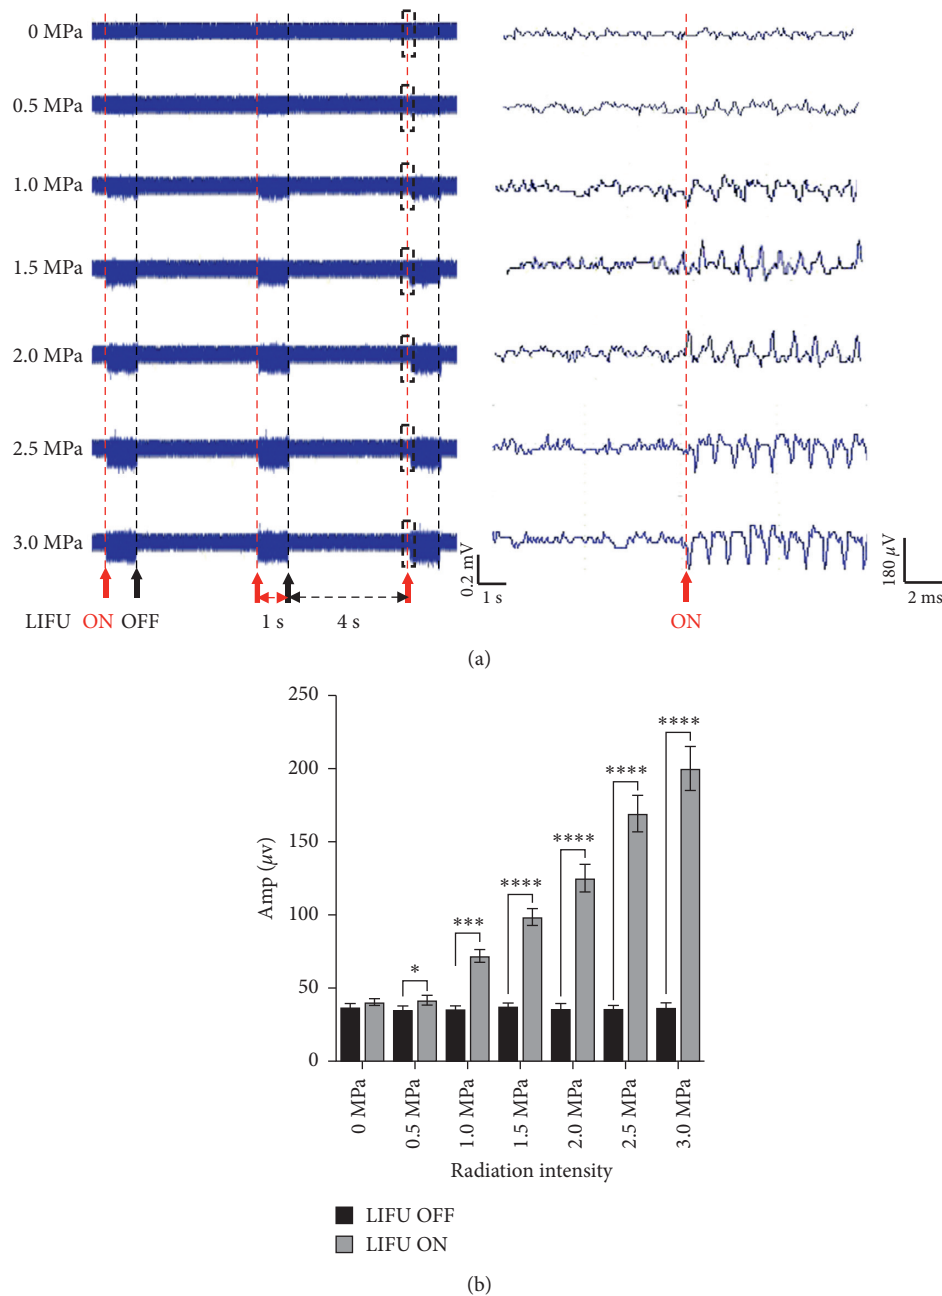 0 MPa
0.5 MPa
1.0 MPa
1.5 MPa
2.0 MPa
2.5 MPa
3.0 MPa
0.2 mV
1 s
180 μV
2 ms
LIFU ON OFF 1 s 4 s
ON
(a)
250
200
150
100
50
0
Amp (μv)
*
***
****
****
****
****
0 MPa
0.5 MPa
1.0 MPa
1.5 MPa
2.0 MPa
2.5 MPa
3.0 MPa
Radiation intensity
LIFU OFF
LIFU ON
(b)